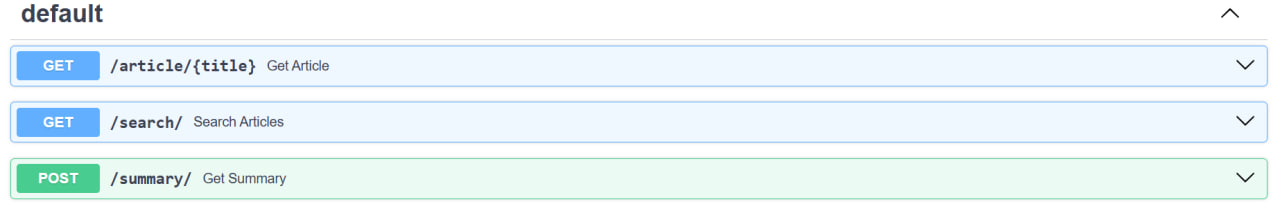 default
GET /article/{title} Get Article
GET /search/ Search Articles
POST /summary/ Get Summary